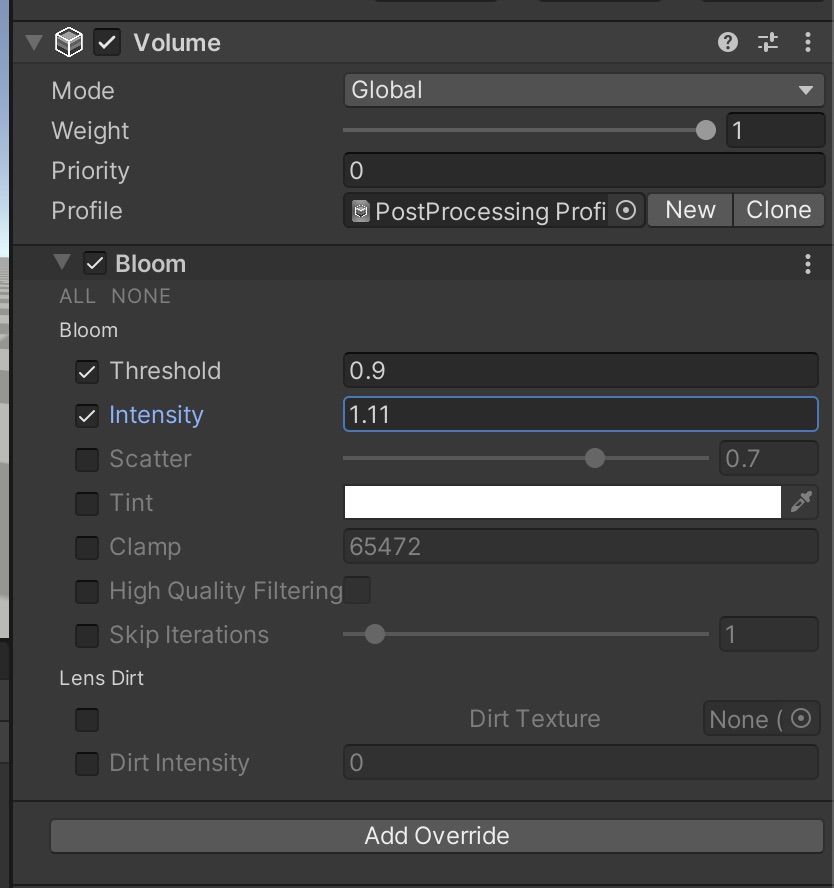 Volume
Mode Global
Weight 1
Priority 0
Profile PostProcessing Profi New Clone
Bloom
ALL NONE
Bloom
Threshold 0.9
Intensity 1.11
Scatter 0.7
Tint
Clamp 65472
High Quality Filtering
Skip Iterations 1
Lens Dirt
Dirt Texture None (
Dirt Intensity 0
Add Override